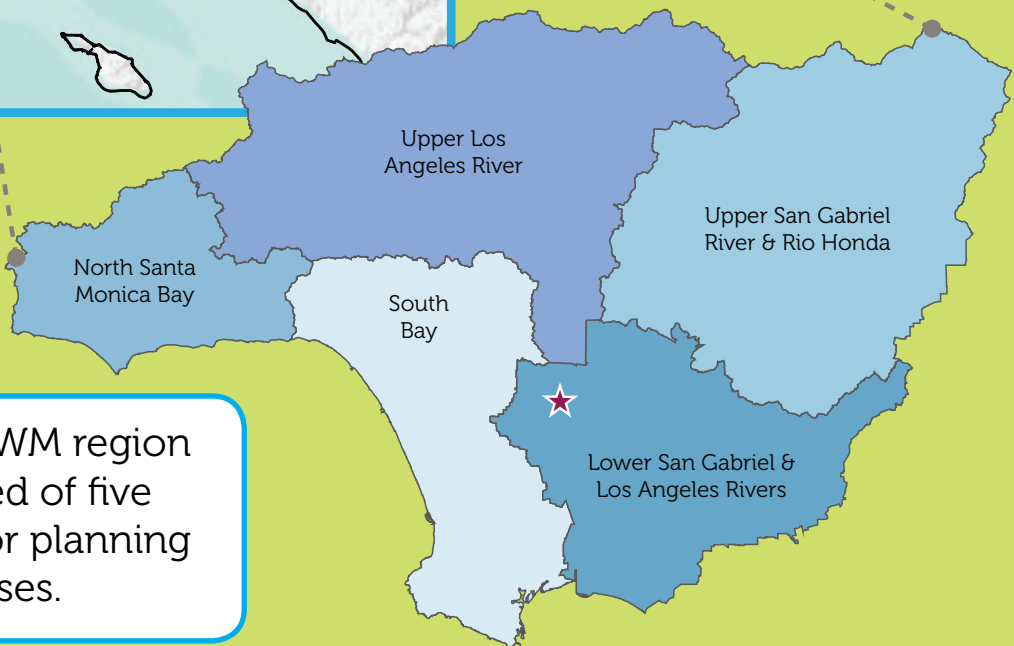 Upper Los
Angeles River
Upper San Gabriel
River & Rio Honda
North Santa
Monica Bay
South
Bay
Lower San Gabriel &
Los Angeles Rivers
WM region
ed of five
or planning
ses.